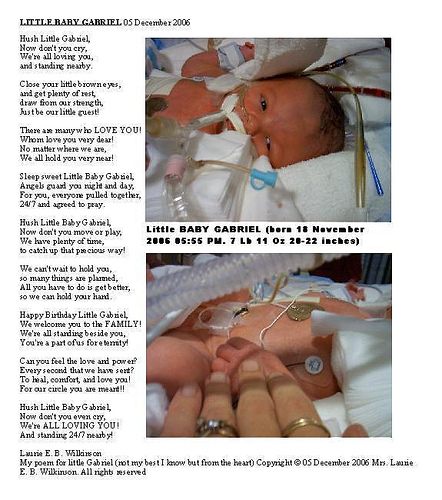 LITTLE BABY GABRIEL 05 December 2006
Hush Little Gabriel,
Now don't you cry,
We're all loving you,
and standing nearby.
Close your little brown eyes,
and get plenty of rest,
draw from our strength,
Just be our little guest!
There are many who LOVE YOU!
Whom love you very dear!
No matter where we are,
We all hold you very near!
Sleep sweet Little Baby Gabriel,
Angels guard you night and day,
For you, everyone pulled together,
24/7 and agreed to pray.
Hush Little Baby Gabriel,
Now don't you move or play,
We have plenty of time,
to catch up that precious way!
We can't wait to hold you,
so many things are planned,
All you have to do is get better,
so we can hold your hand.
Happy Birthday Little Gabriel,
We welcome you to the FAMILY!
We're all standing beside you,
You're a part of us for eternity!
Can you feel the love and power?
Every second that we have sent?
To heal, comfort, and love you!
For our circle you are meant!!
Hush Little Baby Gabriel,
Now don't you even cry,
We're ALL LOVING YOU!
And standing 24/7 nearby!
Little BABY GABRIEL (born 18 November
2006 05:55 PM. 7 Lb 11 Oz 20-22 inches)
Laurie E. B. Wilkinson
My poem for little Gabriel (not my best I know but from the heart) Copyright © 05 December 2006 Mrs. Laurie
E. B. Wilkinson. All rights reserved